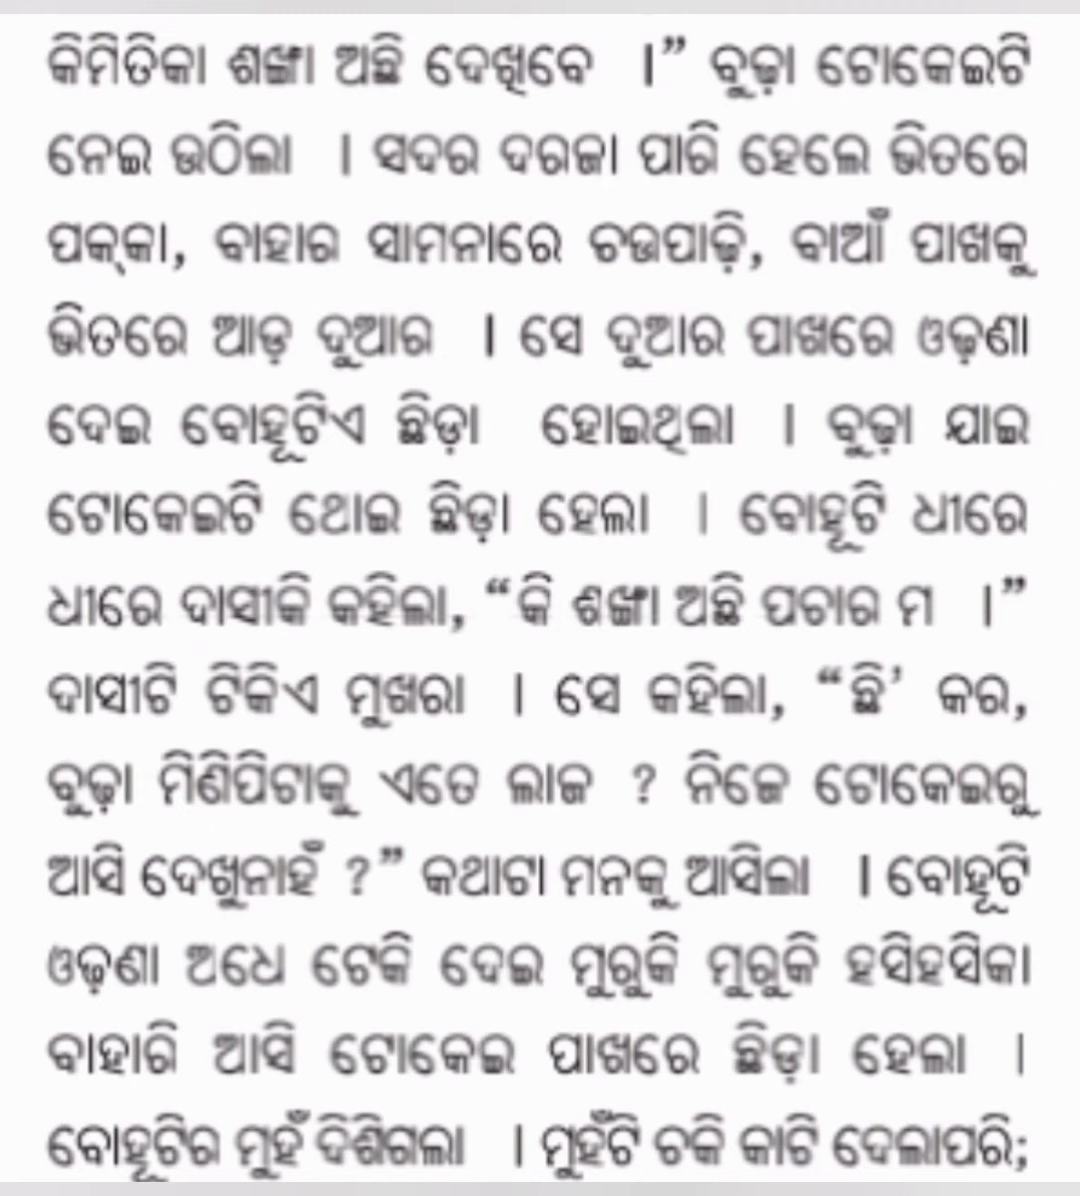 କିମିତିକା ଶଙ୍ଖା ଅଛି ଦେଖିବେ ।” ବୁଢ଼ା ଟୋକେଇଟି
ନେଇ ଉଠିଲା । ସଦର ଦରଜା ପାରି ହେଲେ ଭିତରେ
ପକ୍‌କା, ବାହାର ସାମନାରେ ଚଉପାଢ଼ି, ବାଆଁ ପାଖକୁ
ଭିତରେ ଆଡ଼ ଦୁଆର । ସେ ଦୁଆର ପାଖରେ ଓଢ଼ଣା
ଦେଇ ବୋହୂଟିଏ ଛିଡ଼ା ହୋଇଥିଲା । ବୁଢ଼ା ଯାଇ
ଟୋକେଇଟି ଥୋଇ ଛିଡ଼ା ହେଲା । ବୋହୂଟି ଧୀରେ
ଧୀରେ ଦାସୀକି କହିଲା, “କି ଶଙ୍ଖା ଅଛି ପଚାର ମ ।”
ଦାସୀଟି ଟିକିଏ ମୁଖରା । ସେ କହିଲା, “ଛି’ କର,
ବୁଢ଼ା ମିଣିପିଟାକୁ ଏତେ ଲାଜ ? ନିଜେ ଟୋକେଇରୁ
ଆସି ଦେଖୁନାହଁ ?” କଥାଟା ମନକୁ ଆସିଲା । ବୋହୂଟି
ଓଢ଼ଣା ଅଧେ ଟେକି ଦେଇ ମୁରୁକି ମୁରୁକି ହସିହସିକା
ବାହାରି ଆସି ଟୋକେଇ ପାଖରେ ଛିଡ଼ା ହେଲା ।
ବୋହୂଟିର ମୁହଁ ଦିଶିଗଲା । ମୁହଁଟି ଚକି କାଟି ଦେଲାପରି;